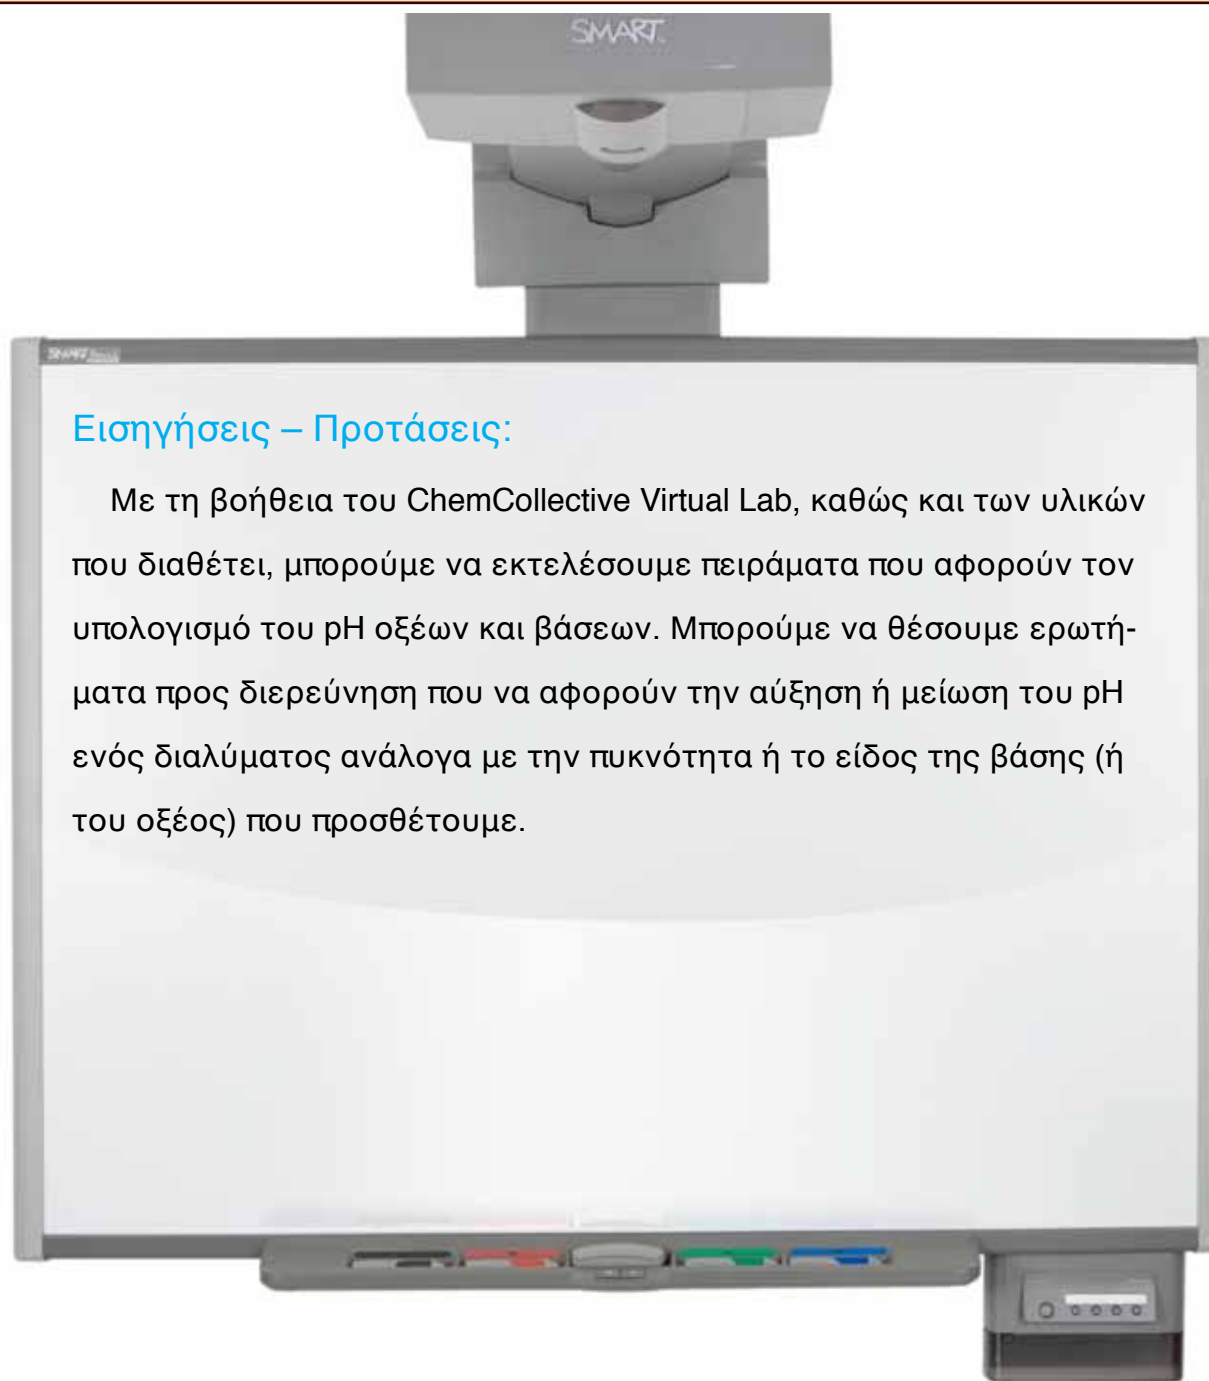 SMART
SMART
Εισηγήσεις – Προτάσεις:
Με τη βοήθεια του ChemCollective Virtual Lab, καθώς και των υλικών
που διαθέτει, μπορούμε να εκτελέσουμε πειράματα που αφορούν τον
υπολογισμό του pH οξέων και βάσεων. Μπορούμε να θέσουμε ερωτή-
ματα προς διερεύνηση που να αφορούν την αύξηση ή μείωση του pH
ενός διαλύματος ανάλογα με την πυκνότητα ή το είδος της βάσης (ή
του οξέος) που προσθέτουμε.